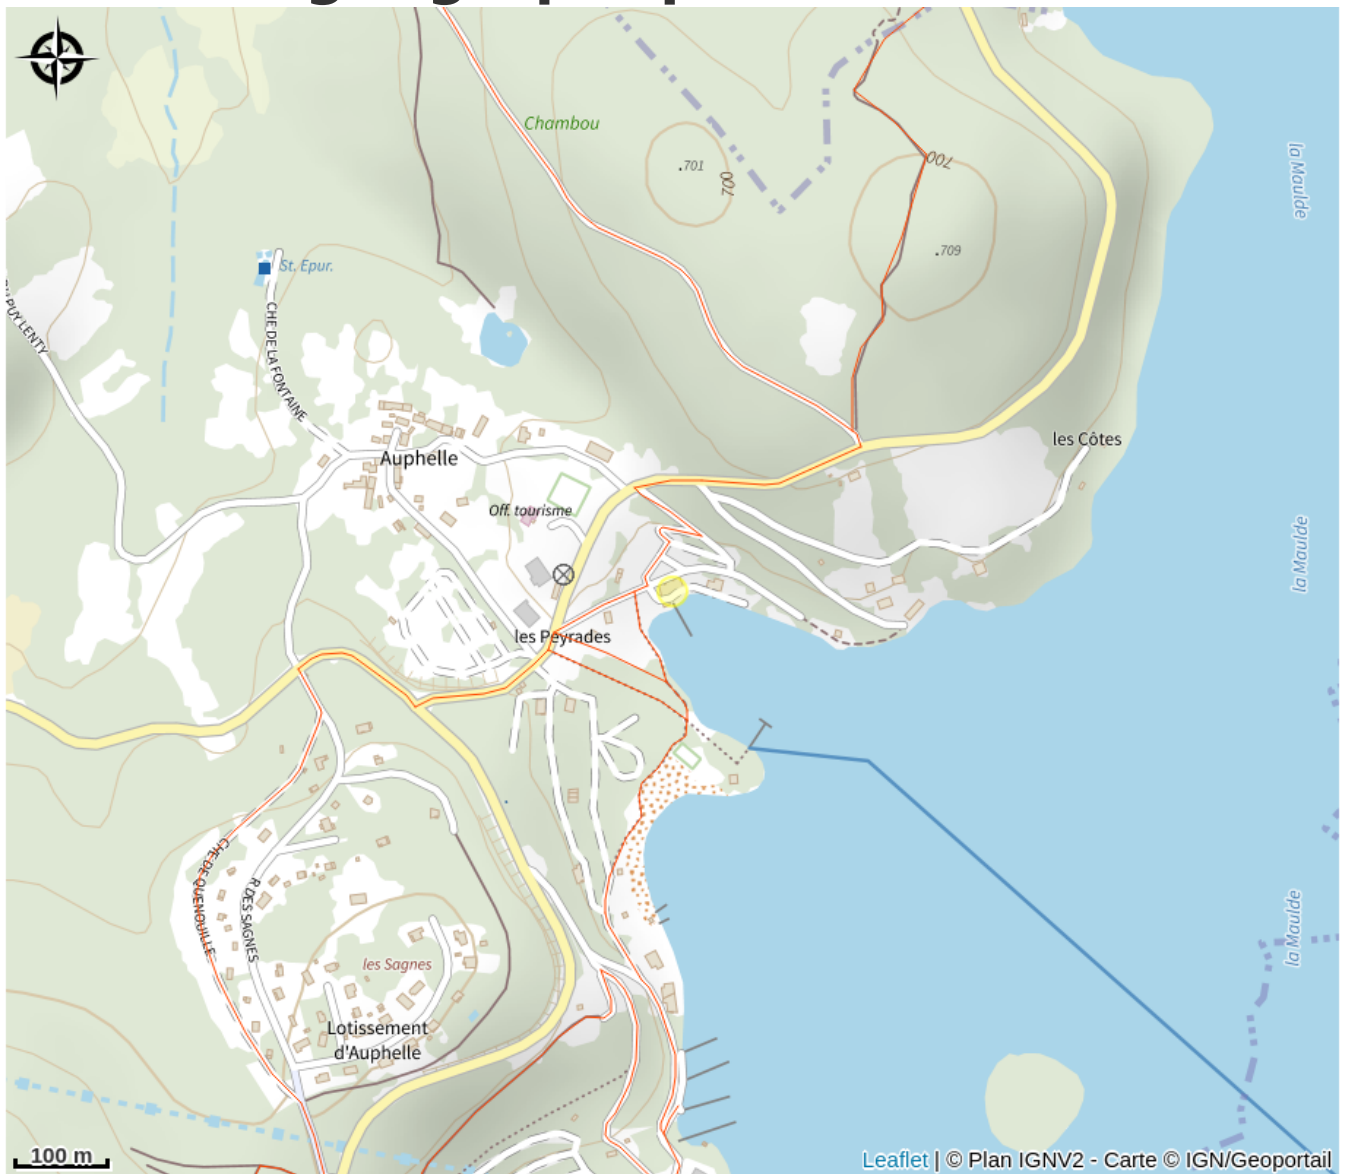 Chambou
la Maulde
.701
700
700
.709
St. Epur.
PUY LENTY
CHE DE LA FONTAINE
les Côtes
Auphelle
Off. tourisme
la Maulde
les Peyrades
CHE DE QUENOUILLE
R DES SAGNES
la Maulde
les Sagnes
Lotissement
d'Auphelle
100 m
Leaflet | © Plan IGNV2 - Carte © IGN/Geoportail